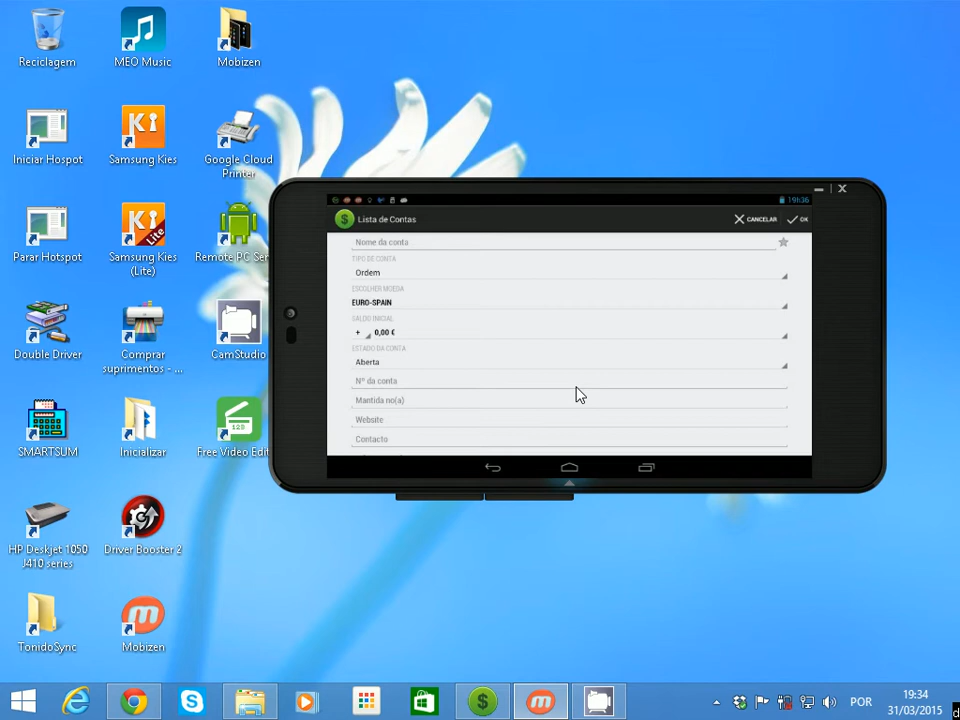 Reciclagem
MEO Music
Mobizen
Iniciar Hospot
Samsung Kies
Google Cloud
Printer
Parar Hotspot
Samsung Kies
(Lite)
Remote PC Ser
Double Driver
Comprar
suprimentos - ...
CamStudio
SMARTSUM
Inicializar
Free Video Edit
HP Deskjet 1050
J410 series
Driver Booster 2
TonidoSync
Mobizen
19h36
Lista de Contas
CANCELAR
OK
Nome da conta
TIPO DE CONTA
Ordem
ESCOLHER MOEDA
EURO-SPAIN
SALDO INICIAL
+ 0,00 €
ESTADO DA CONTA
Aberta
Nº da conta
Mantida no(a)
Website
Contacto
POR
19:34
31/03/2015